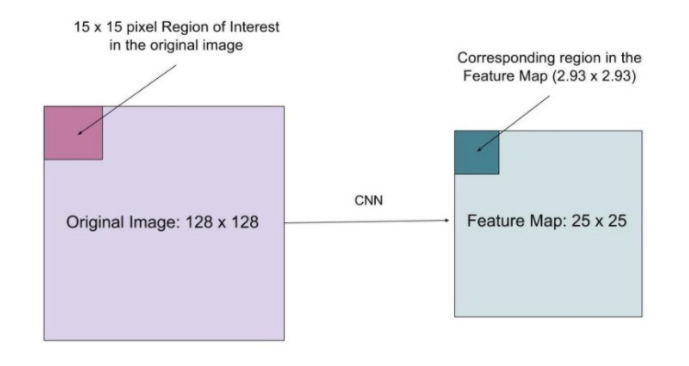 15 x 15 pixel Region of Interest
in the original image
Corresponding region in the
Feature Map (2.93 x 2.93)
CNN
Original Image: 128 x 128
Feature Map: 25 x 25